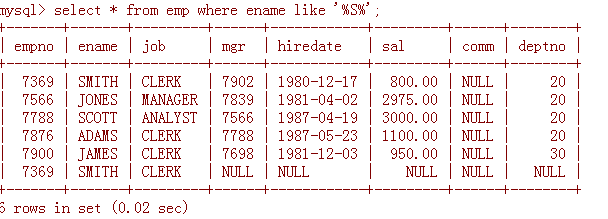 mysql> select * from emp where ename like '%S%';
+-------+-------+---------+------+------------+---------+------+--------+
| empno | ename | job | mgr | hiredate | sal | comm | deptno |
+-------+-------+---------+------+------------+---------+------+--------+
| 7369 | SMITH | CLERK | 7902 | 1980-12-17 | 800.00 | NULL | 20 |
| 7566 | JONES | MANAGER | 7839 | 1981-04-02 | 2975.00 | NULL | 20 |
| 7788 | SCOTT | ANALYST | 7566 | 1987-04-19 | 3000.00 | NULL | 20 |
| 7876 | ADAMS | CLERK | 7788 | 1987-05-23 | 1100.00 | NULL | 20 |
| 7900 | JAMES | CLERK | 7698 | 1981-12-03 | 950.00 | NULL | 30 |
| 7369 | SMITH | CLERK | NULL | NULL | NULL | NULL | NULL |
+-------+-------+---------+------+------------+---------+------+--------+
6 rows in set (0.02 sec)